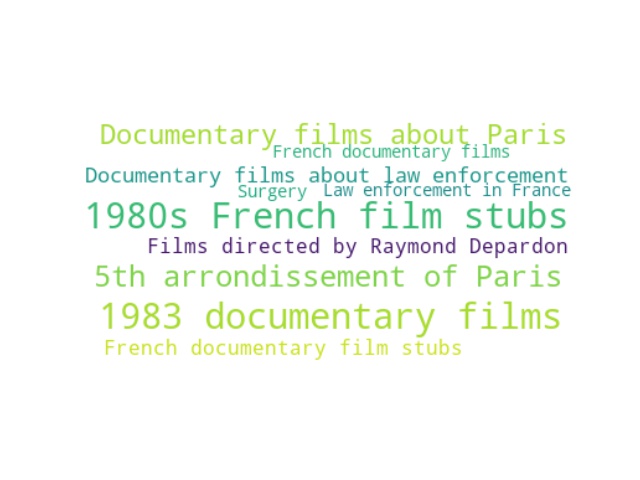 Documentary films about Paris
French documentary films
Documentary films about law enforcement
Surgery
Law enforcement in France
1980s French film stubs
Films directed by Raymond Depardon
5th arrondissement of Paris
1983 documentary films
French documentary film stubs